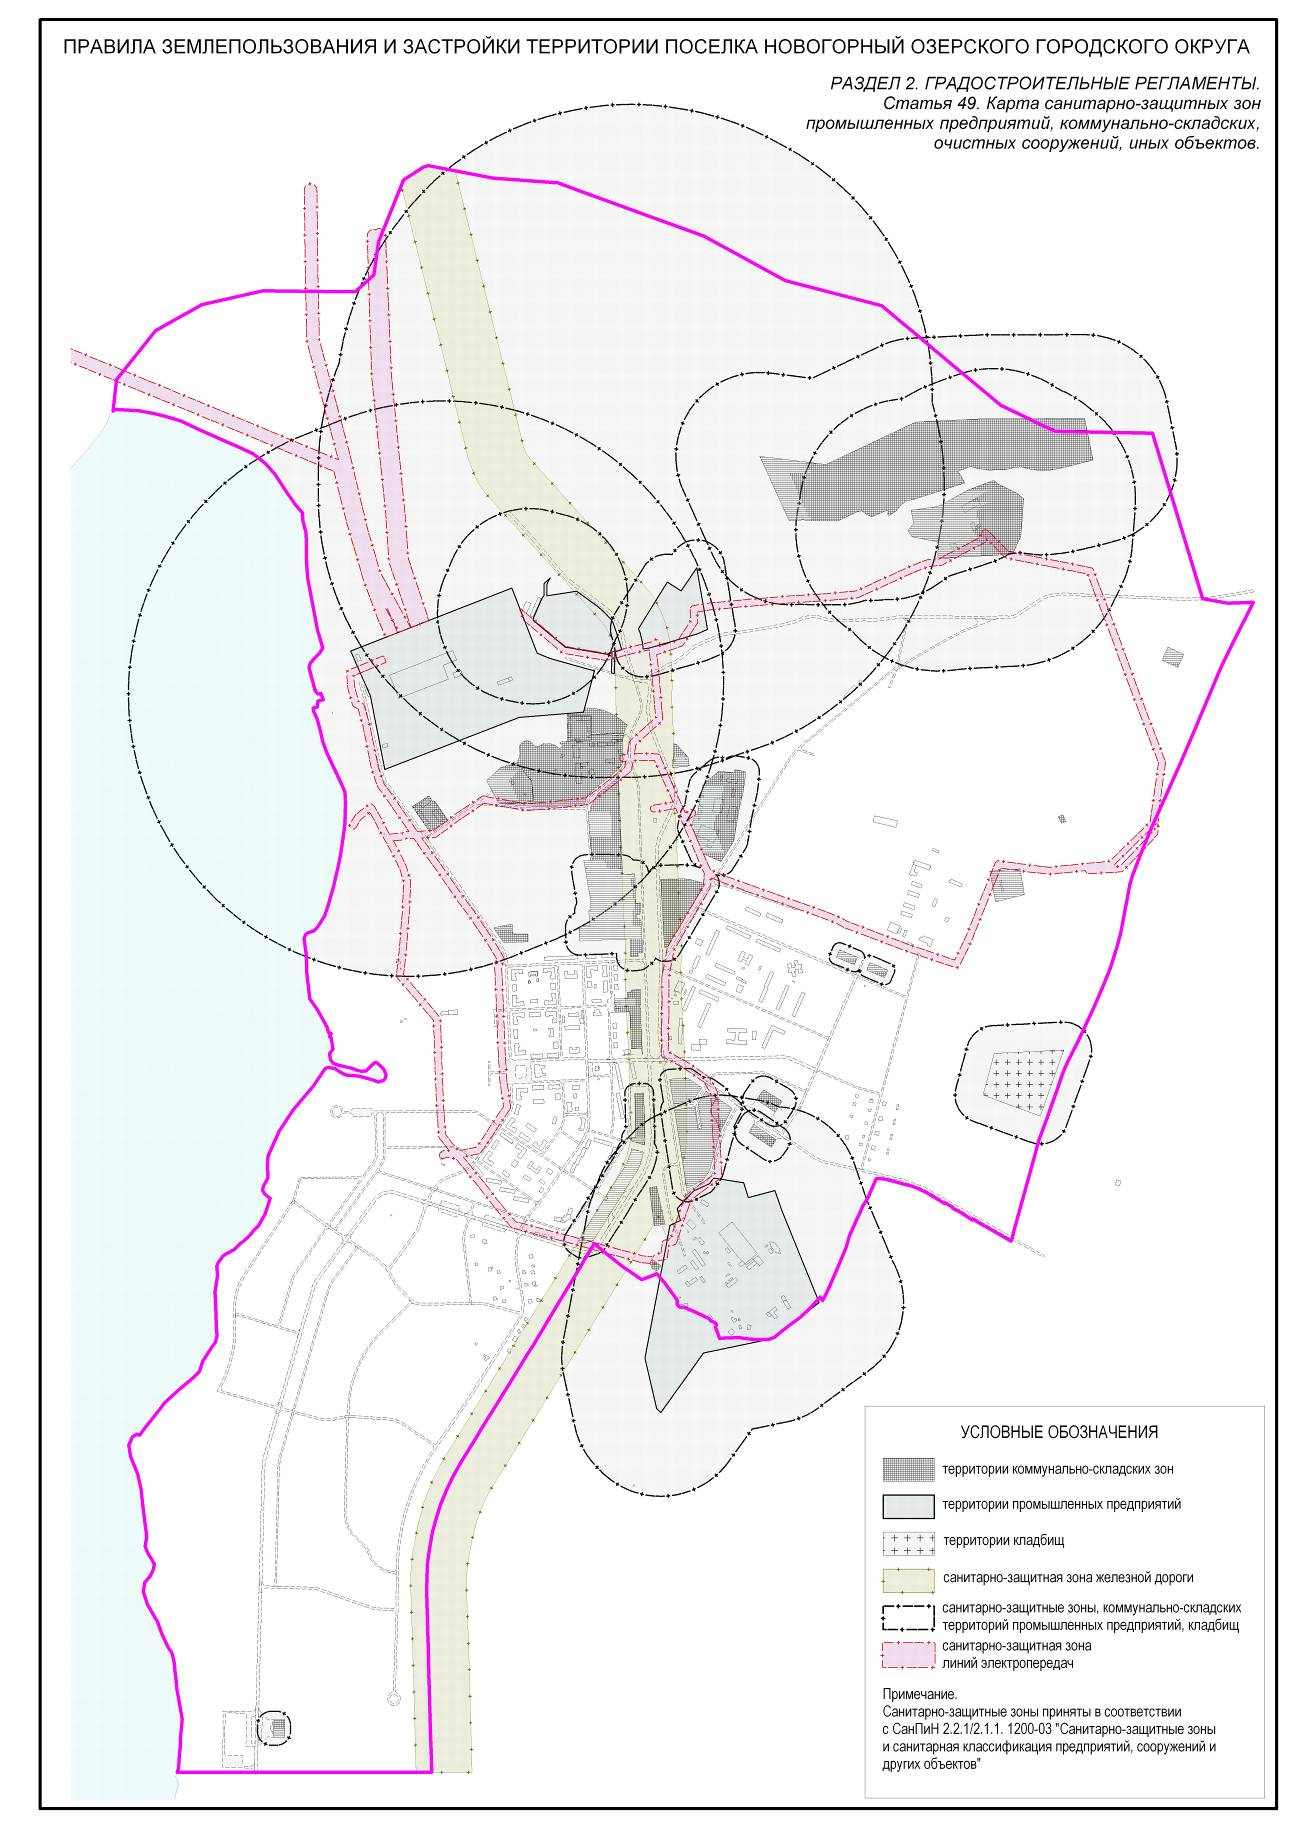 ПРАВИЛА ЗЕМЛЕПОЛЬЗОВАНИЯ И ЗАСТРОЙКИ ТЕРРИТОРИИ ПОСЕЛКА НОВОГОРНЫЙ ОЗЕРСКОГО ГОРОДСКОГО ОКРУГА
РАЗДЕЛ 2. ГРАДОСТРОИТЕЛЬНЫЕ РЕГЛАМЕНТЫ.
Статья 49. Карта санитарно-защитных зон
промышленных предприятий, коммунально-складских,
очистных сооружений, иных объектов.
УСЛОВНЫЕ ОБОЗНАЧЕНИЯ
территории коммунально-складских зон
территории промышленных предприятий
территории кладбищ
санитарно-защитная зона железной дороги
санитарно-защитные зоны, коммунально-складских
территорий промышленных предприятий, кладбищ
санитарно-защитная зона
линий электропередач
Примечание.
Санитарно-защитные зоны приняты в соответствии
с СанПиН 2.2.1/2.1.1. 1200-03 "Санитарно-защитные зоны
и санитарная классификация предприятий, сооружений и
других объектов"